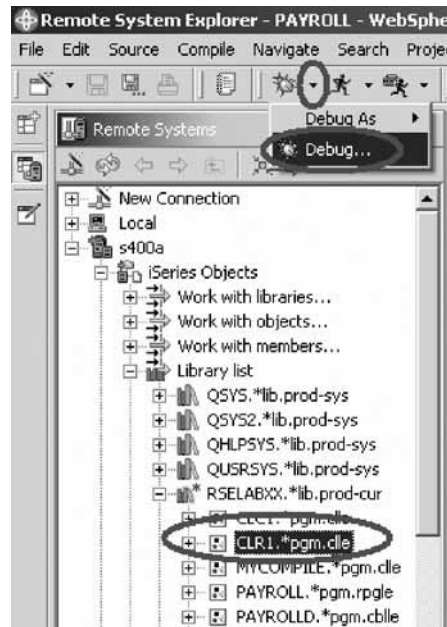 Remote System Explorer - PAYROLL - WebSphe
File Edit Source Compile Navigate Search Proje
Debug As
Remote Systems
Debug...
New Connection
Local
s400a
iSeries Objects
Work with libraries...
Work with objects...
Work with members...
Library list
QSYS.*lib.prod-sys
QSYS2.*lib.prod-sys
QHLPSYS.*lib.prod-sys
QUSRSYS.*lib.prod-sys
RSELABXX.*lib.prod-cur
CLR1.*pgm.clle
MYCOMPILE.*pgm.clle
PAYROLL.*pgm.rpgle
PAYROLLD.*pgm.cblle